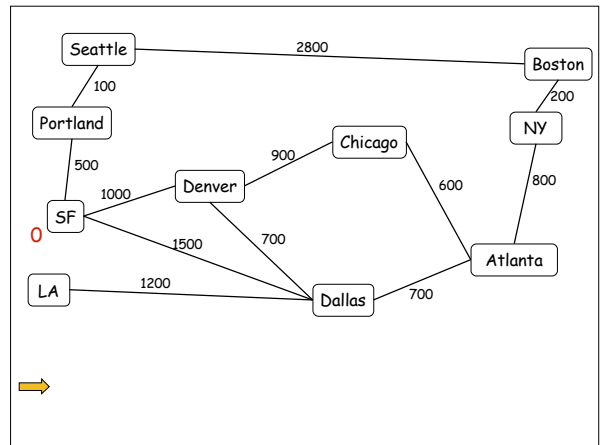 Seattle
2800
Boston
100
200
Portland
NY
Chicago
900
500
Denver
1000
600
800
SF
0
1500
700
Atlanta
LA
1200
Dallas
700